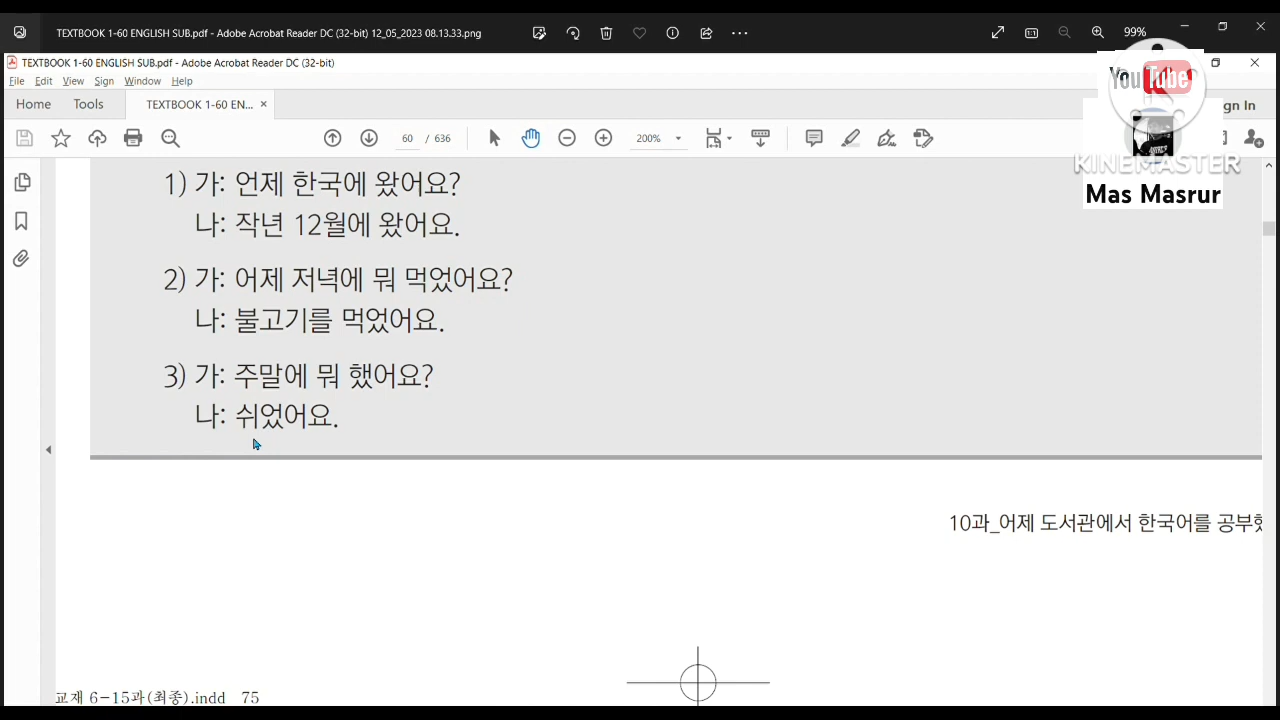 TEXTBOOK 1-60 ENGLISH SUB.pdf - Adobe Acrobat Reader DC (32-bit) 12_05_2023 08.13.33.png
99%
TEXTBOOK 1-60 ENGLISH SUB.pdf - Adobe Acrobat Reader DC (32-bit)
File Edit View Sign Window Help
YouTube
Home Tools TEXTBOOK 1-60 EN... × gn In
60 / 636 200%
KINEMASTER
Mas Masrur
1) 가: 언제 한국에 왔어요?
나: 작년 12월에 왔어요.
2) 가: 어제 저녁에 뭐 먹었어요?
나: 불고기를 먹었어요.
3) 가: 주말에 뭐 했어요?
나: 쉬었어요.
10과_어제 도서관에서 한국어를 공부했
교재 6-15과(최종).indd 75